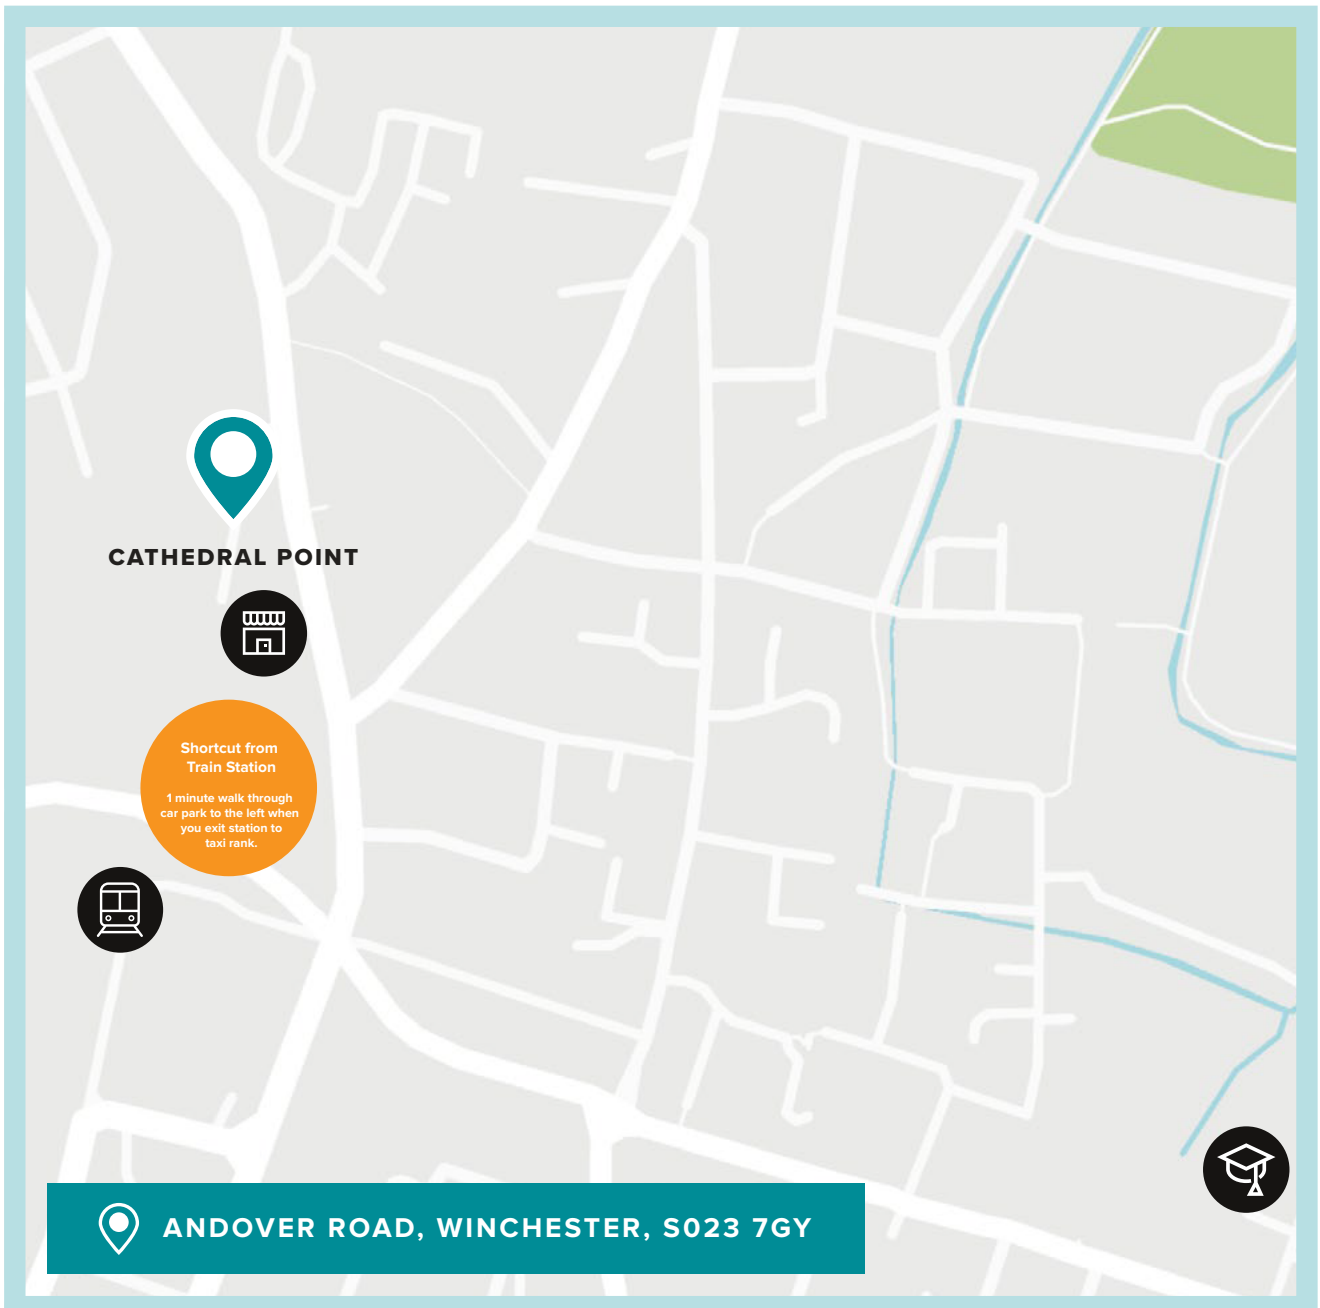 CATHEDRAL POINT
Shortcut from
Train Station
1 minute walk through
car park to the left when
you exit station to
taxi rank.
ANDOVER ROAD, WINCHESTER, S023 7GY